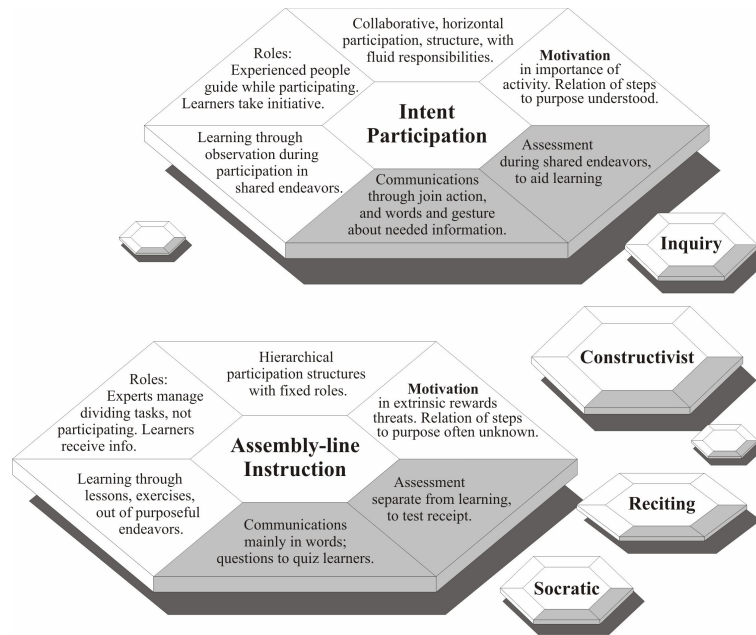 Collaborative, horizontal
participation, structure, with
fluid responsibilities.
Roles:
Experienced people
guide while participating.
Learners take initiative.
Motivation
in importance of
activity. Relation of steps
to purpose understood.
Intent
Participation
Learning through
observation during
participation in
shared endeavors.
Assessment
during shared endeavors,
to aid learning
Communications
through join action,
and words and gesture
about needed information.
Inquiry
Constructivist
Hierarchical
participation structures
with fixed roles.
Roles:
Experts manage
dividing tasks, not
participating. Learners
receive info.
Motivation
in extrinsic rewards
threats. Relation of steps
to purpose often unknown.
Assembly-line
Instruction
Learning through
lessons, exercises,
out of purposeful
endeavors.
Assessment
separate from learning,
to test receipt.
Communications
mainly in words;
questions to quiz learners.
Reciting
Socratic